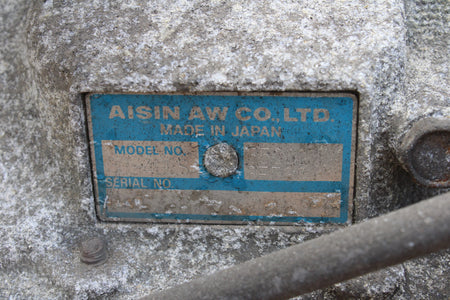 AISIN AW CO.,LTD.
MADE IN JAPAN
MODEL-NO.
SERIAL NO.